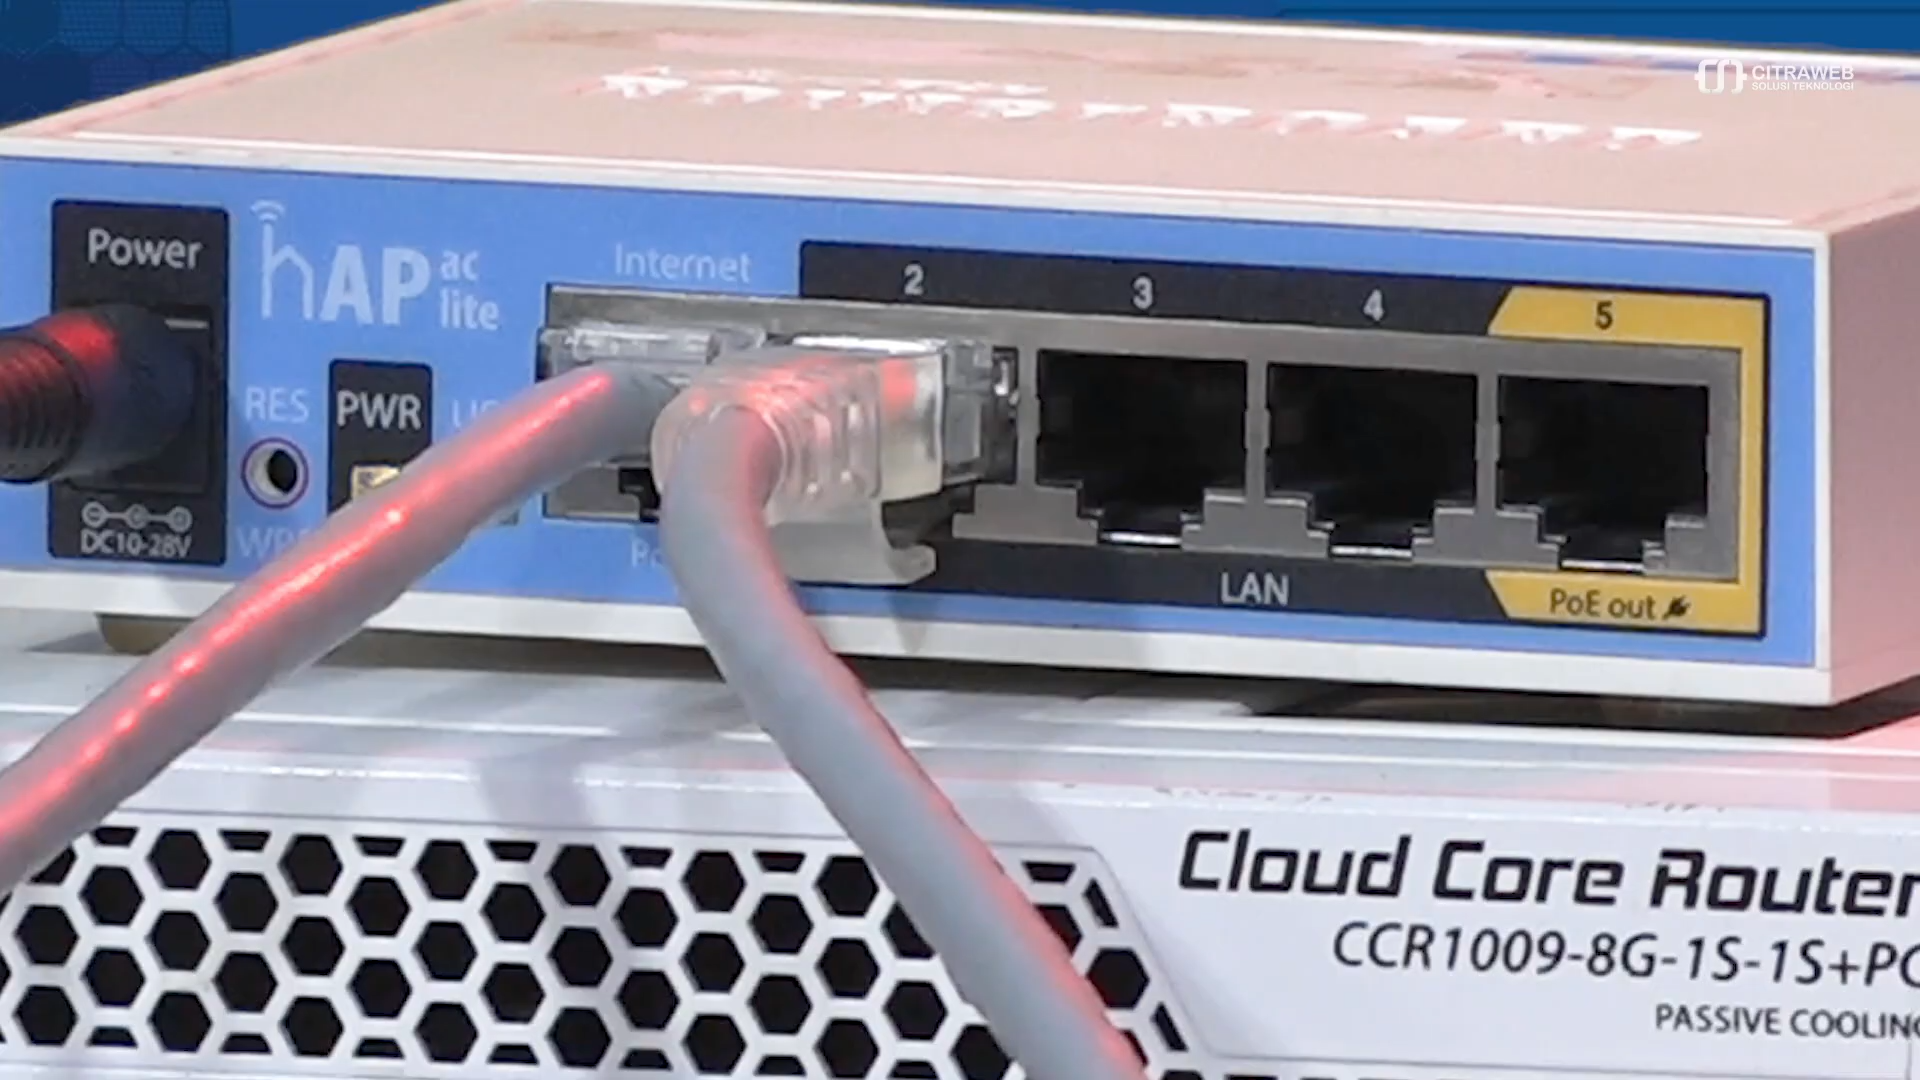 CITRAWEB
SOLUSI TEKNOLOGI
Power
hAP ac lite
Internet
2
3
4
5
RES
PWR
DC10-28V
LAN
PoE out
Cloud Core Router
CCR1009-8G-1S-1S+PC
PASSIVE COOLING